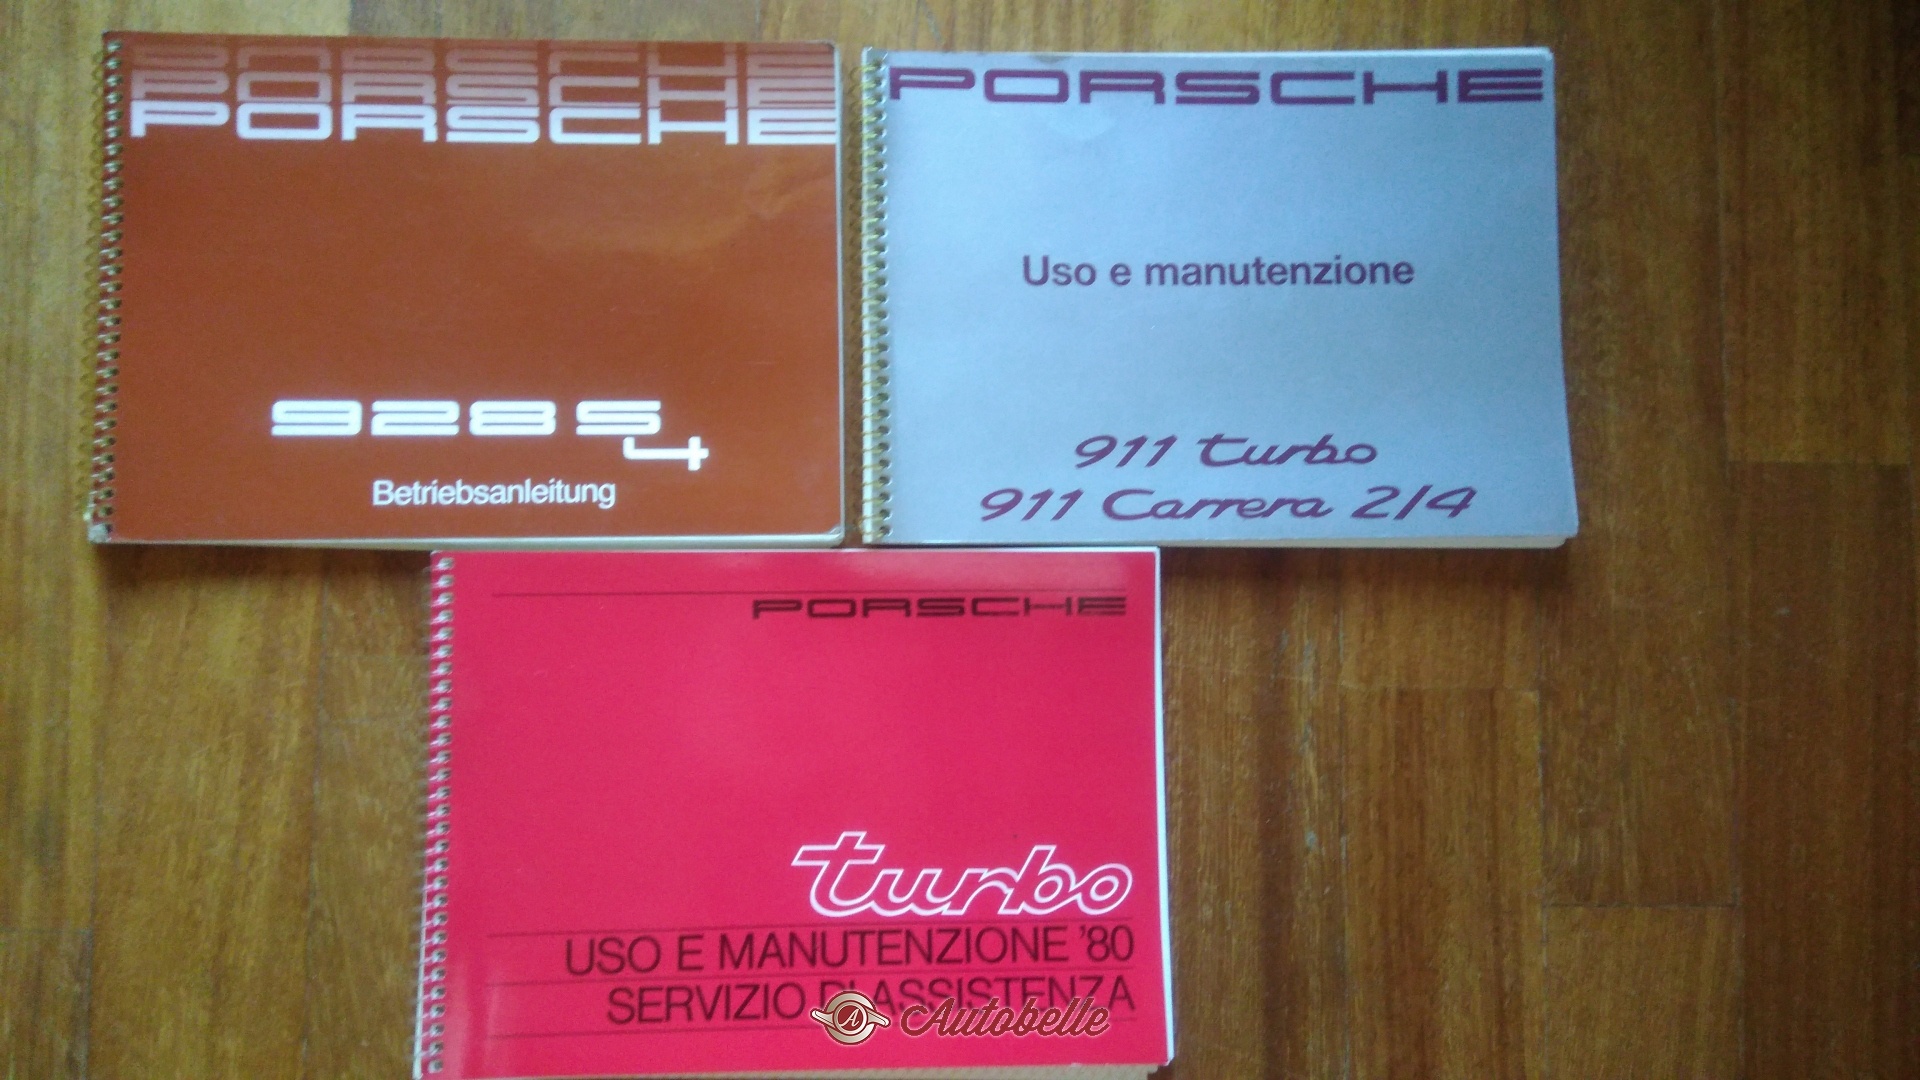 PORSCHE
PORSCHE
PORSCHE
928 S4
Betriebsanleitung
PORSCHE
Uso e manutenzione
911 turbo
911 Carrera 2/4
PORSCHE
turbo
USO E MANUTENZIONE '80
SERVIZIO DI ASSISTENZA
A Autobelle